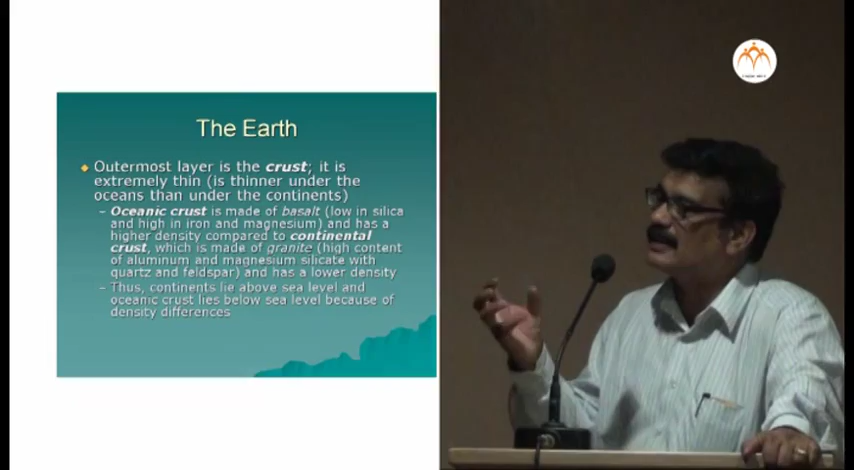 The Earth
Outermost layer is the crust; it is
extremely thin (is thinner under the
oceans than under the continents)
– Oceanic crust is made of basalt (low in silica
and high in iron and magnesium) and has a
higher density compared to continental
crust, which is made of granite (high content
of aluminum and magnesium silicate with
quartz and feldspar) and has a lower density
– Thus, continents lie above sea level and
oceanic crust lies below sea level because of
density differences